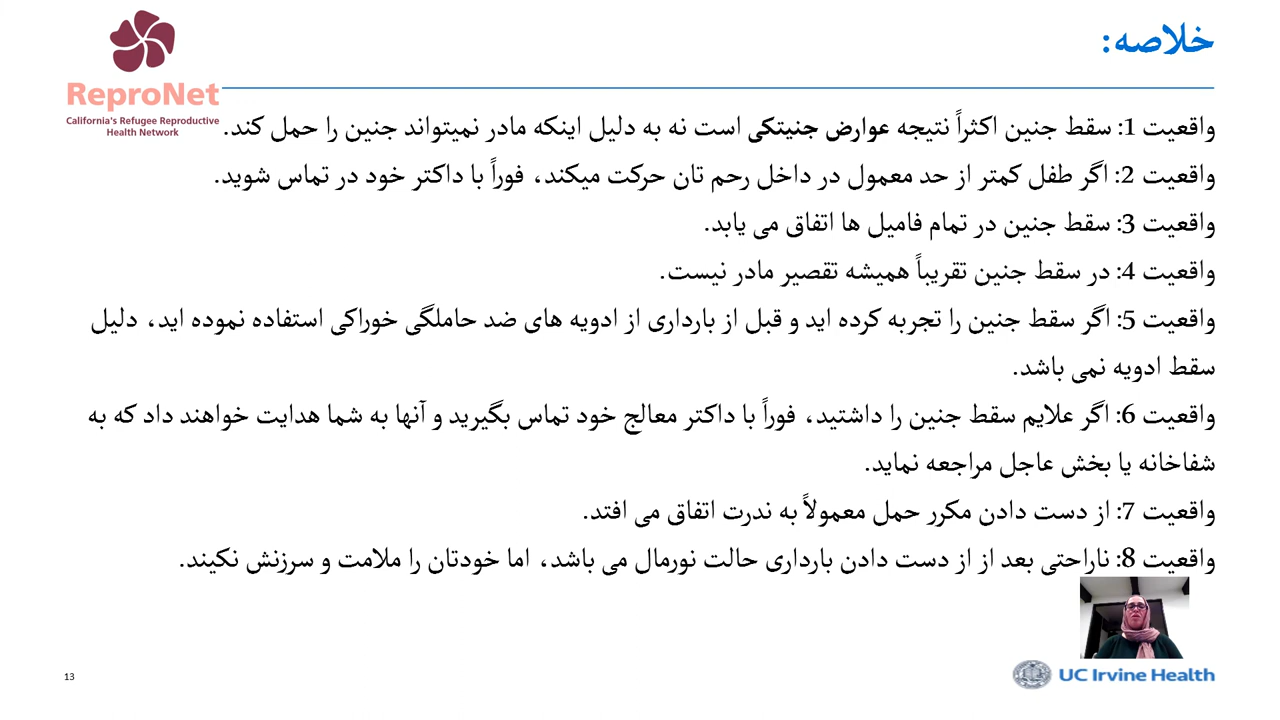 خلاصه:
ReproNet
California's Refugee Reproductive
Health Network
واقعیت 1: سقط جنین اکثراً نتیجه عوارض جنیتکی است نه به دلیل اینکه مادر نمیتواند جنین را حمل کند.
واقعیت 2: اگر طفل کمتر از حد معمول در داخل رحم تان حرکت میکند، فوراً با داکتر خود در تماس شوید.
واقعیت 3: سقط جنین در تمام فامیل ها اتفاق می یابد.
واقعیت 4: در سقط جنین تقریباً همیشه تقصیر مادر نیست.
واقعیت 5: اگر سقط جنین را تجربه کرده اید و قبل از بارداری از ادویه های ضد حاملگی خوراکی استفاده نموده اید، دلیل
سقط ادویه نمی باشد.
واقعیت 6: اگر علایم سقط جنین را داشتید، فوراً با داکتر معالج خود تماس بگیرید و آنها به شما هدایت خواهند داد که به
شفاخانه یا بخش عاجل مراجعه نماید.
واقعیت 7: از دست دادن مکرر حمل معمولاً به ندرت اتفاق می افتد.
واقعیت 8: ناراحتی بعد از از دست دادن بارداری حالت نورمال می باشد، اما خودتان را ملامت و سرزنش نکیند.
13
UC Irvine Health